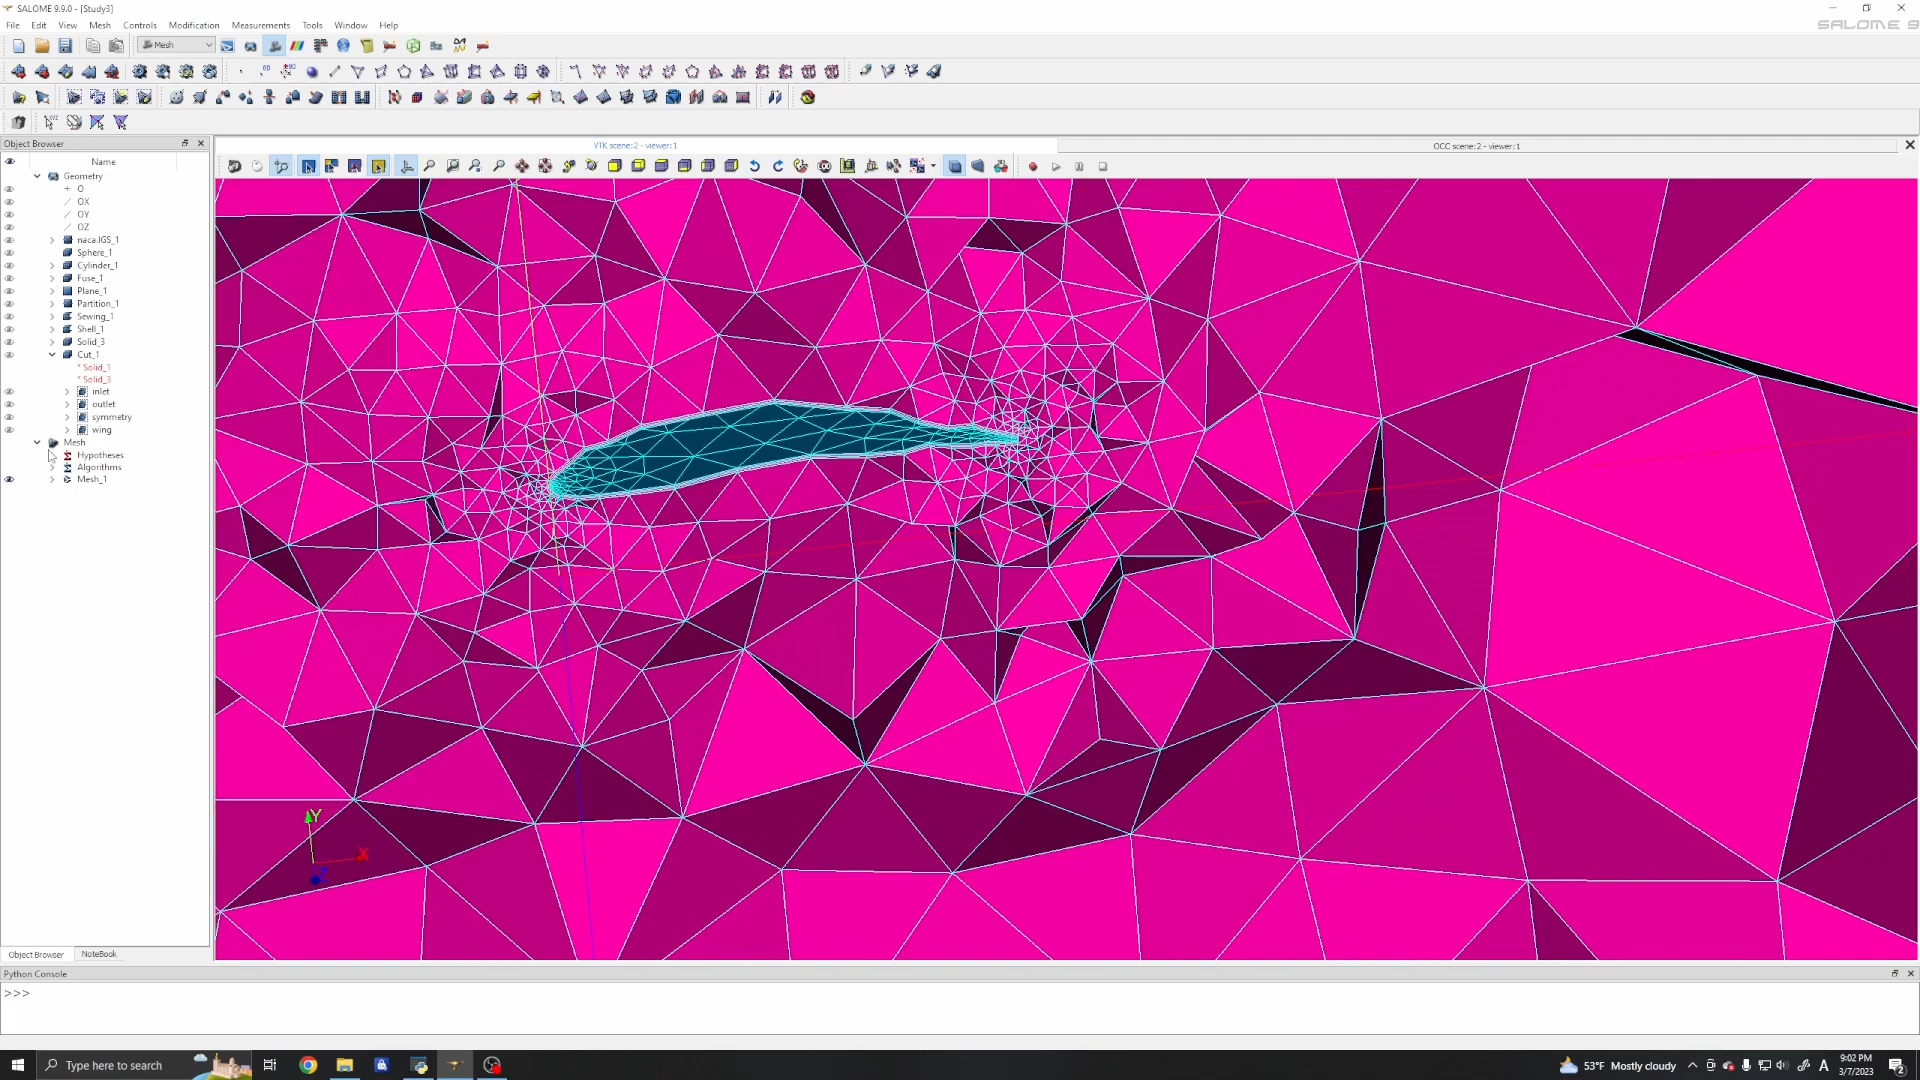 SALOME 9.9.0 - [Study3]
File Edit View Mesh Controls Modification Measurements Tools Window Help
SALOME 9
Mesh
Object Browser
VTK scene:2 - viewer:1
OCC scene:2 - viewer:1
Name
Geometry
O
OX
OY
OZ
naca.IGS_1
Sphere_1
Cylinder_1
Fuse_1
Plane_1
Partition_1
Sewing_1
Shell_1
Solid_3
Cut_1
* Solid_1
* Solid_3
inlet
outlet
symmetry
wing
Mesh
Hypotheses
Algorithms
Mesh_1
Y
X
Z
Object Browser NoteBook
Python Console
>>>
Type here to search
53°F Mostly cloudy
A
9:02 PM
3/7/2023
2